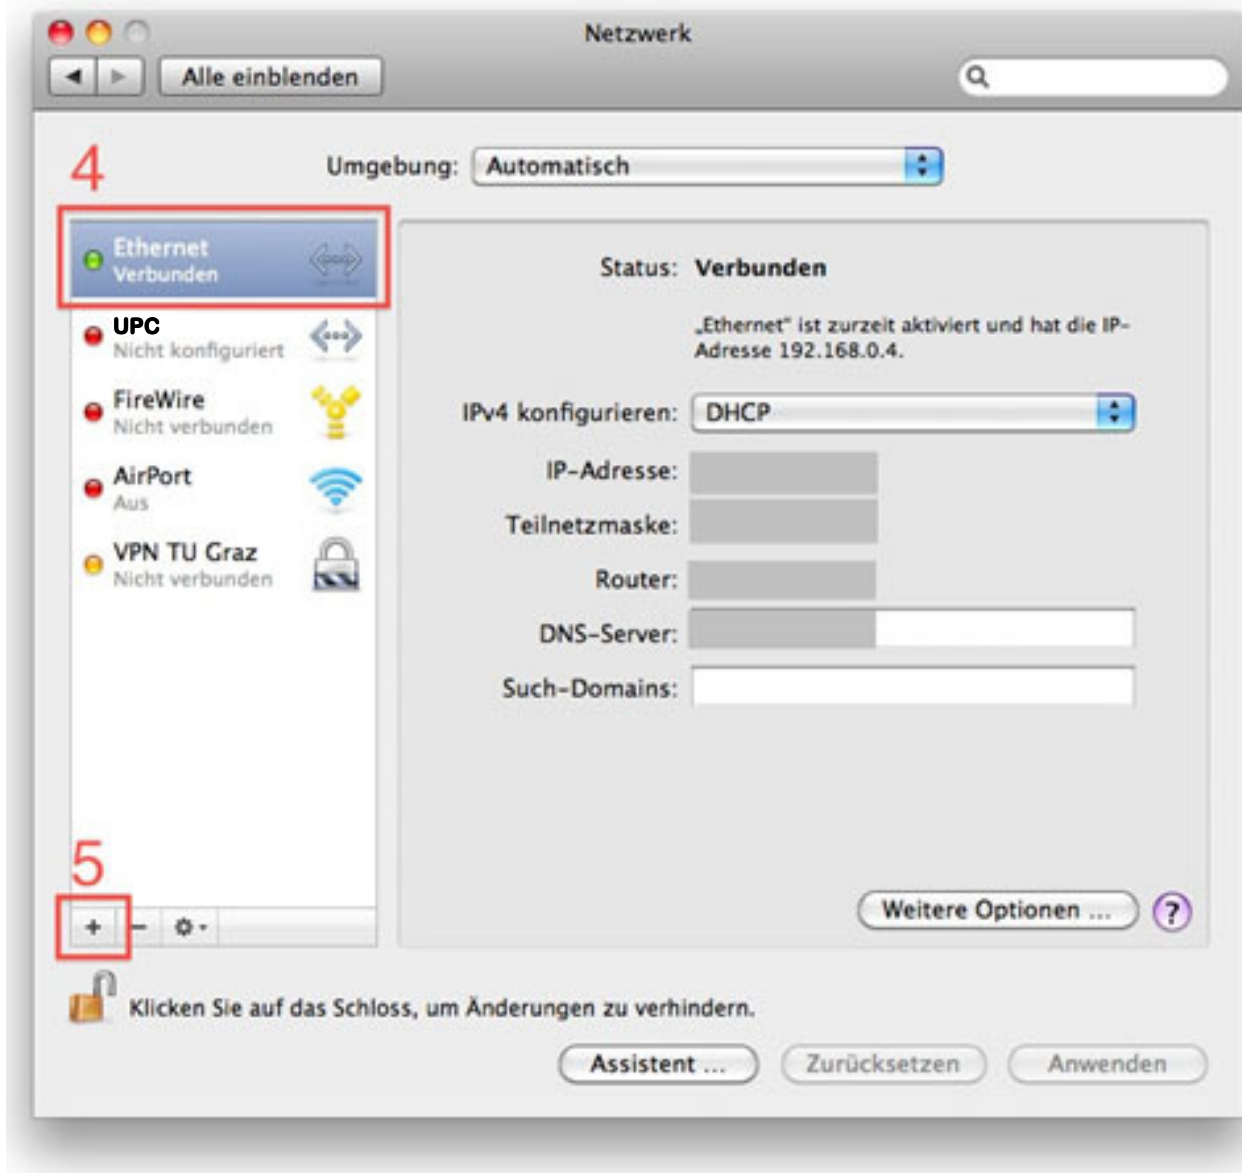 Netzwerk
Alle einblenden
4
Umgebung: Automatisch
Ethernet
Verbunden
UPC
Nicht konfiguriert
FireWire
Nicht verbunden
AirPort
Aus
VPN TU Graz
Nicht verbunden
5
Status: Verbunden
„Ethernet“ ist zurzeit aktiviert und hat die IP-
Adresse 192.168.0.4.
IPv4 konfigurieren: DHCP
IP-Adresse:
Teilnetzmaske:
Router:
DNS-Server:
Such-Domains:
Weitere Optionen ... ?
Klicken Sie auf das Schloss, um Änderungen zu verhindern.
Assistent ... Zurücksetzen Anwenden